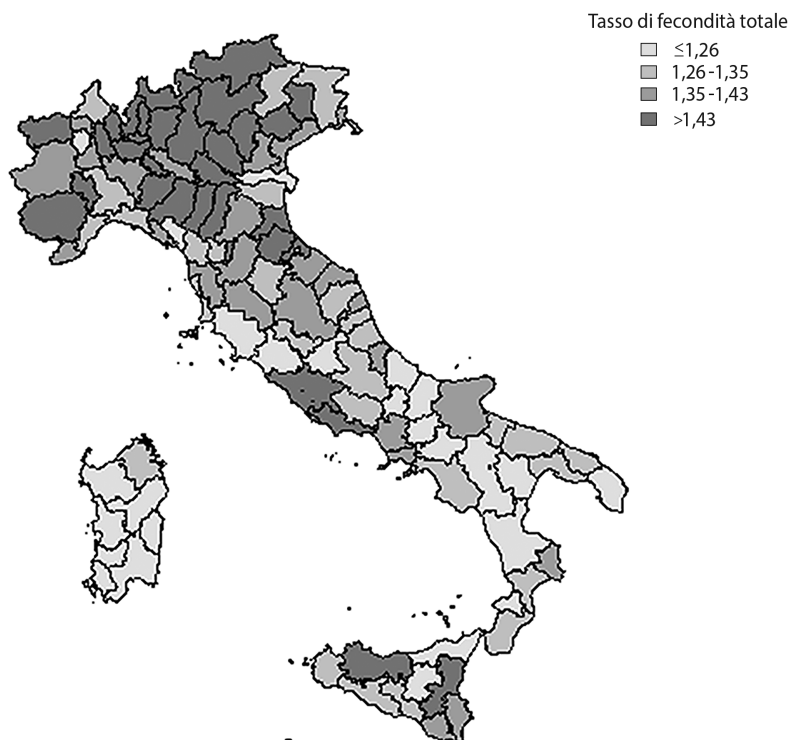 Tasso di fecondità totale
≤1,26
1,26-1,35
1,35-1,43
>1,43